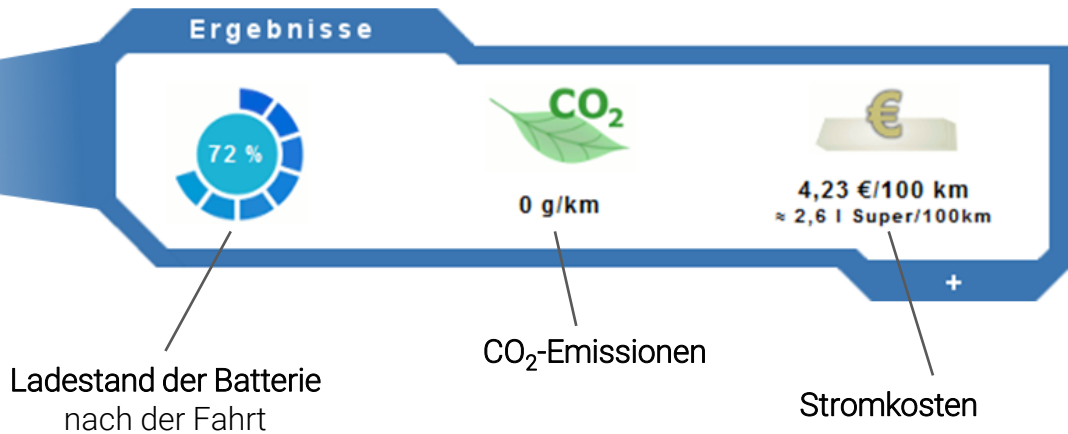 Ergebnisse
72 %
CO₂
€
0 g/km
4,23 €/100 km
≈ 2,6 l Super/100km
+
Ladestand der Batterie
nach der Fahrt
CO₂-Emissionen
Stromkosten